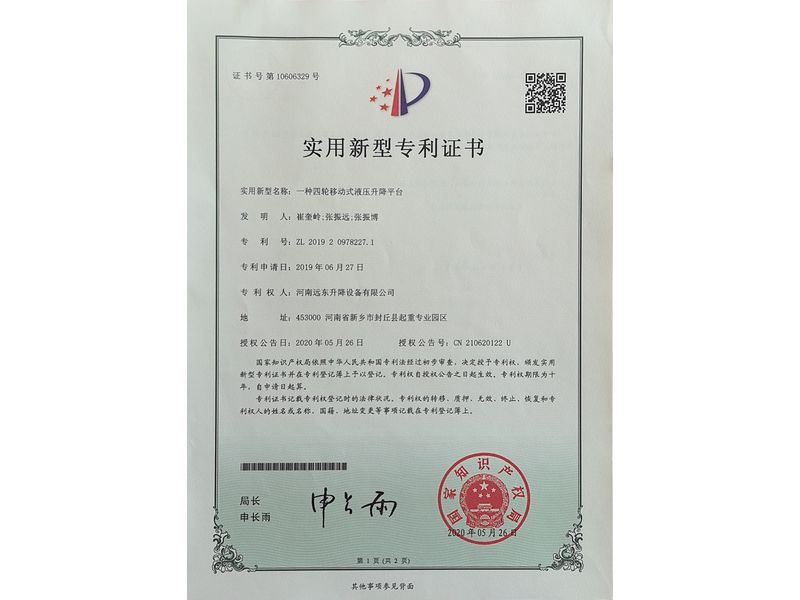 证书号第10606329号
实用新型专利证书
实用新型名称：一种四轮移动式液压升降平台
发明人：崔奎岭;张振远;张振博
专利号：ZL 2019 2 0978227.1
专利申请日：2019年06月27日
专利权人：河南远东升降设备有限公司
地址：453000 河南省新乡市封丘县起重专业园区
授权公告日：2020年05月26日 授权公告号：CN 210620122 U
国家知识产权局依照中华人民共和国专利法经过初步审查，决定授予专利权，颁发实用
新型专利证书并在专利登记簿上予以登记。专利权自授权公告之日起生效。专利权期限为十
年，自申请日起算。
专利证书记载专利权登记时的法律状况。专利权的转移、质押、无效、终止、恢复和专
利权人的姓名或名称、国籍、地址变更等事项记载在专利登记簿上。
局长
申长雨
申长雨
国家知识产权局
2020年05月26日
第1页(共2页)
其他事项参见背面